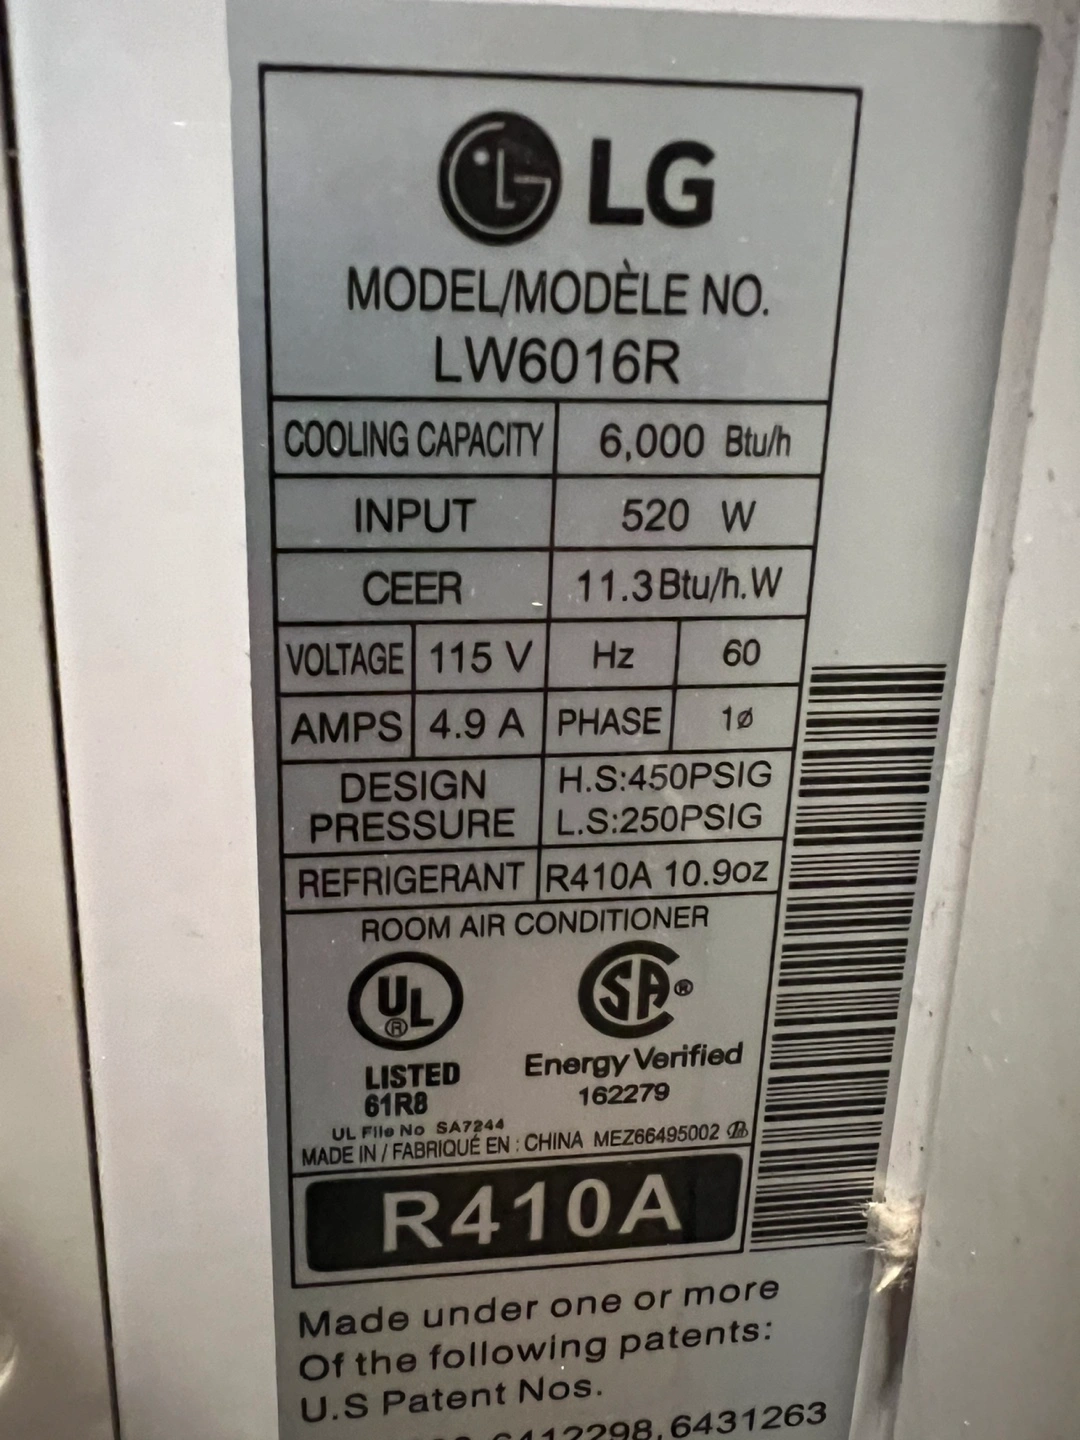 LG
MODEL/MODÈLE NO.
LW6016R
COOLING CAPACITY 6,000 Btu/h
INPUT 520 W
CEER 11.3 Btu/h.W
VOLTAGE 115 V Hz 60
AMPS 4.9 A PHASE 1ø
DESIGN PRESSURE H.S:450PSIG
L.S:250PSIG
REFRIGERANT R410A 10.9oz
ROOM AIR CONDITIONER
UL ® SA ®
LISTED Energy Verified
61R8 162279
UL File No SA7244
MADE IN / FABRIQUÉ EN : CHINA MEZ66495002
R410A
Made under one or more
Of the following patents:
U.S Patent Nos.
6412298,6431263